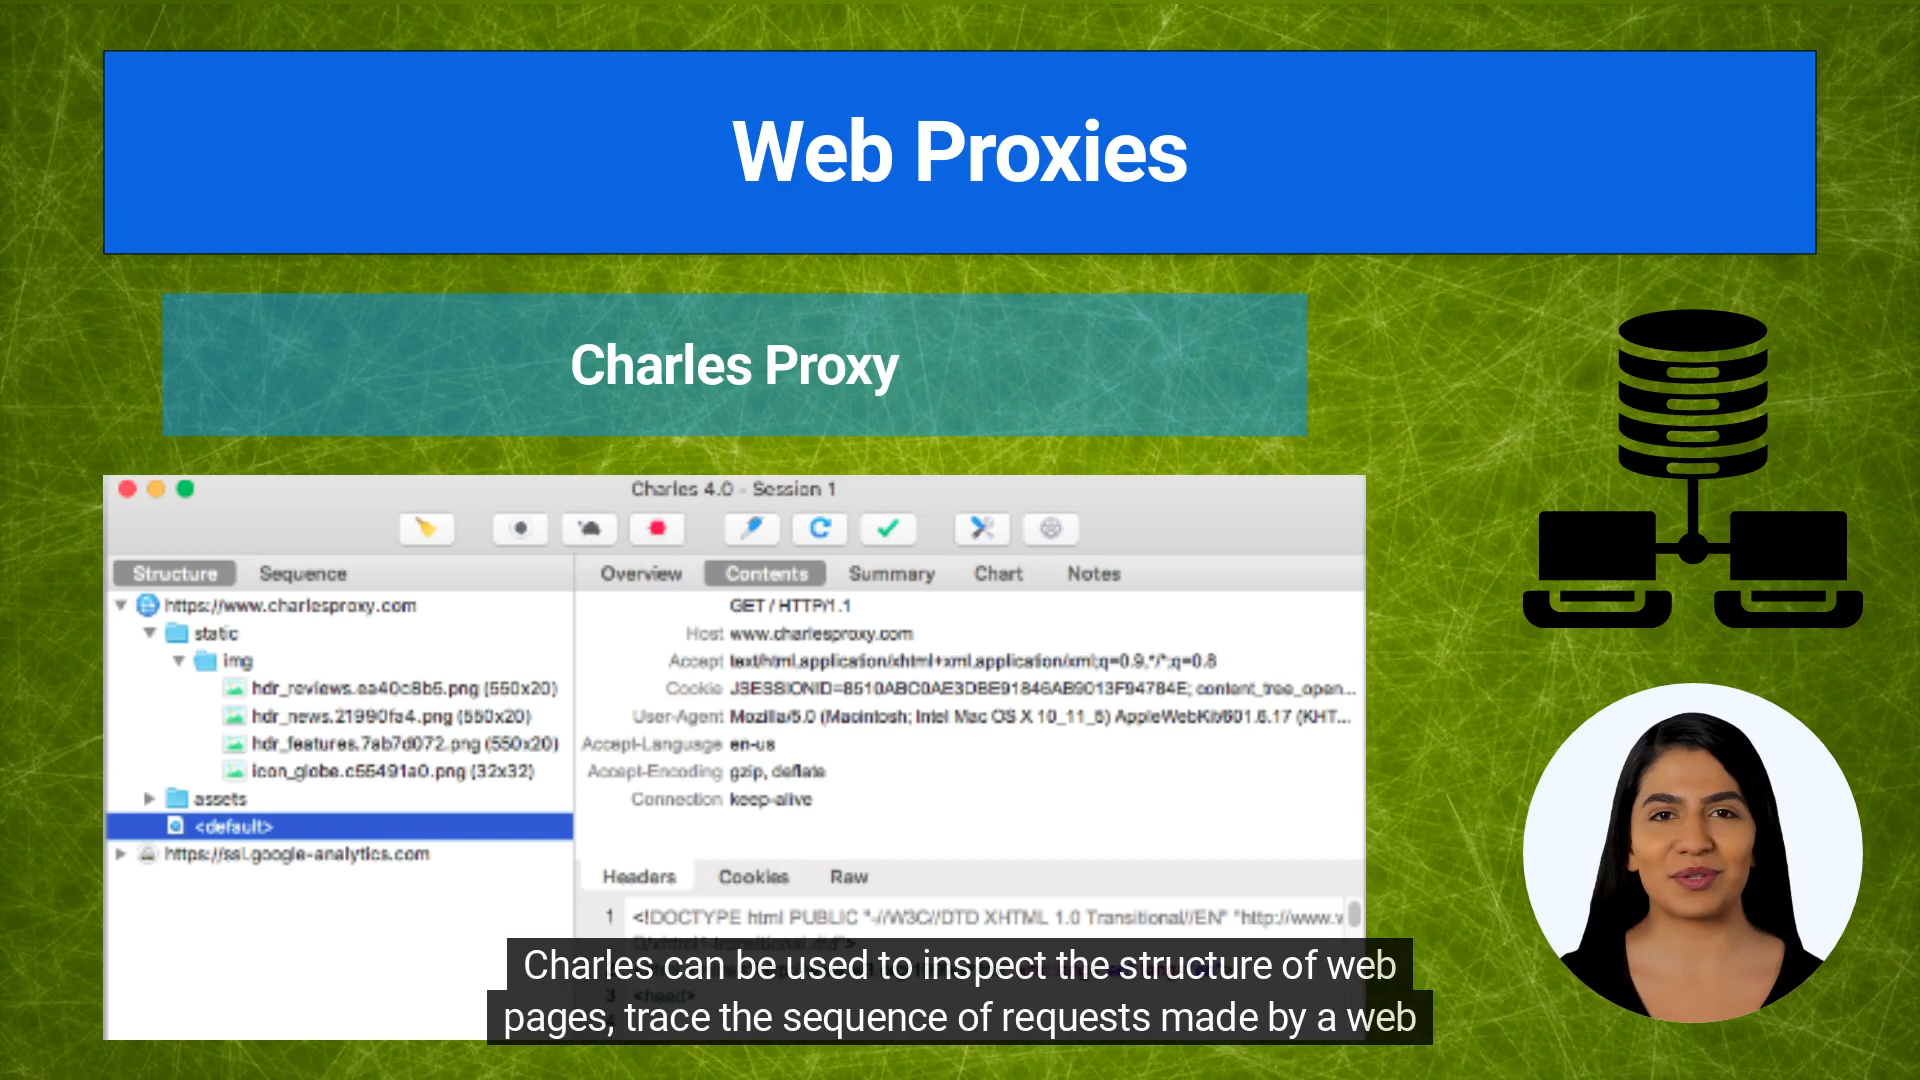 Web Proxies
Charles Proxy
Charles 4.0 - Session 1
Structure Sequence
Overview Contents Summary Chart Notes
https://www.charlesproxy.com
static
img
hdr_reviews.ea40c8b5.png (550x20)
hdr_news.21990fa4.png (550x20)
hdr_features.7ab7d072.png (550x20)
icon_globe.c55491a0.png (32x32)
assets
<default>
https://ssl.google-analytics.com
GET / HTTP/1.1
Host www.charlesproxy.com
Accept text/html,application/xhtml+xml,application/xml;q=0.9,*/*;q=0.8
Cookie JSESSIONID=8510ABC0AE3DBE91846AB9013F94784E; content_tree_open...
User-Agent Mozilla/5.0 (Macintosh; Intel Mac OS X 10_11_5) AppleWebKit/601.6.17 (KHT...
Accept-Language en-us
Accept-Encoding gzip, deflate
Connection keep-alive
Headers Cookies Raw
1 <!DOCTYPE html PUBLIC "-//W3C//DTD XHTML 1.0 Transitional//EN" "http://www.w
3 <head>
Charles can be used to inspect the structure of web
pages, trace the sequence of requests made by a web